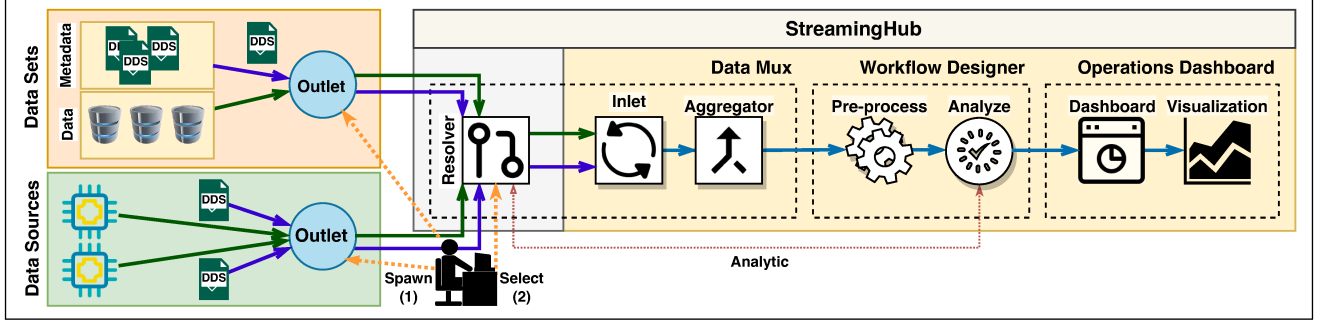 StreamingHub
Data Sets
Metadata
DDS
DDS
DDS
DDS
Data
Outlet
Data Mux
Workflow Designer
Operations Dashboard
Resolver
Inlet
Aggregator
Pre-process
Analyze
Dashboard
Visualization
Data Sources
DDS
DDS
Outlet
Spawn
(1)
Select
(2)
Analytic